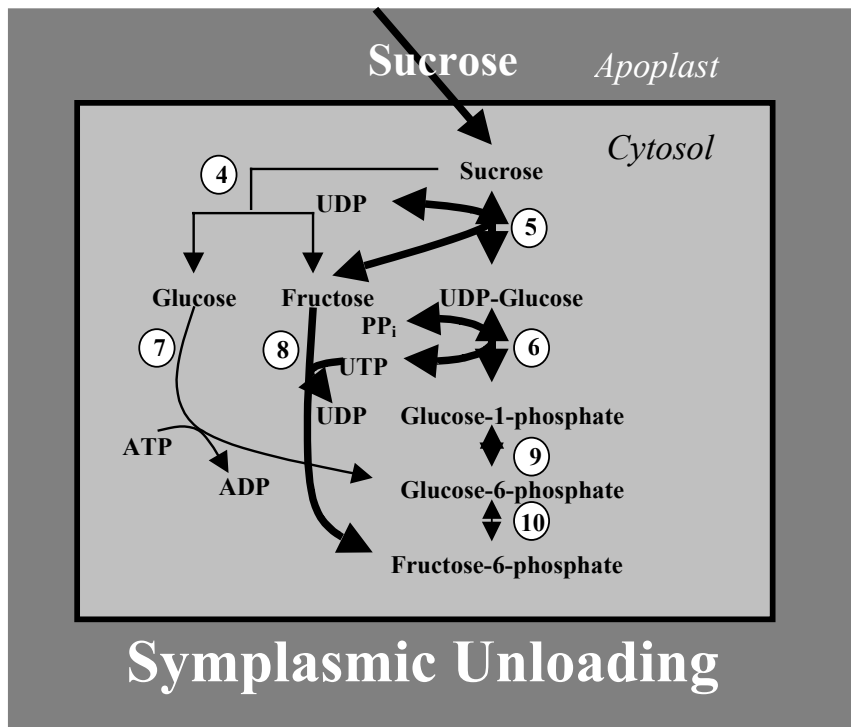 Sucrose
Apoplast
Cytosol
Sucrose
4
UDP
5
Glucose
Fructose
UDP-Glucose
PPi
7
8
6
UTP
UDP
Glucose-1-phosphate
ATP
9
ADP
Glucose-6-phosphate
10
Fructose-6-phosphate
Symplasmic Unloading